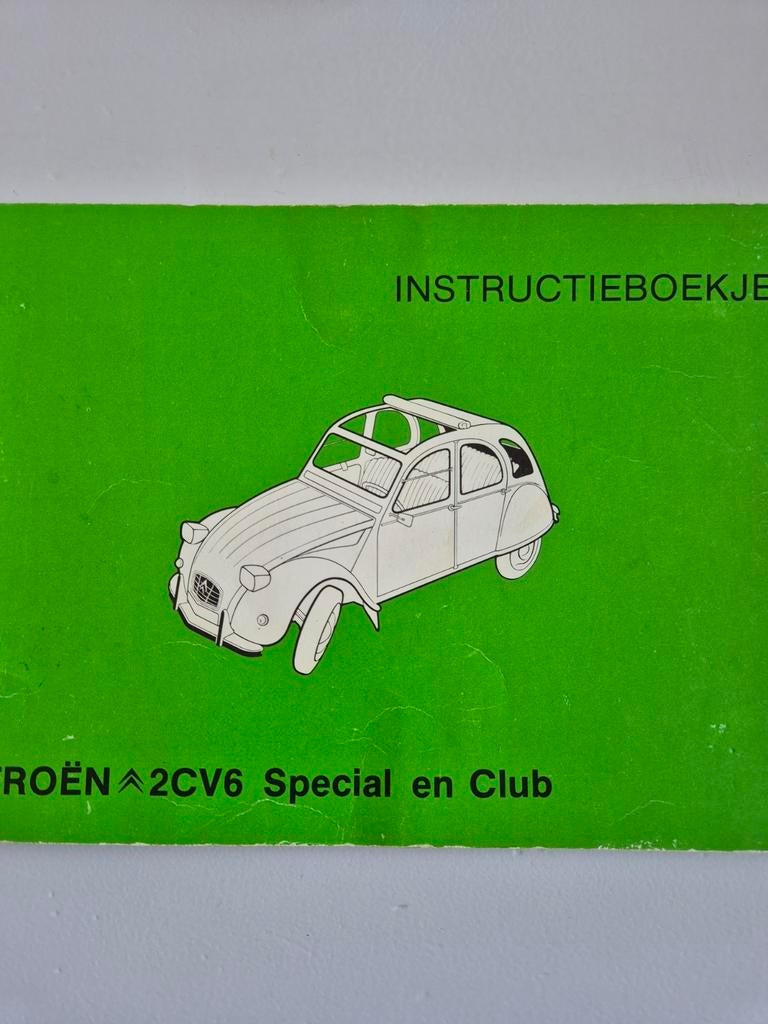 INSTRUCTIEBOEKJE
TROËN 2CV6 Special en Club